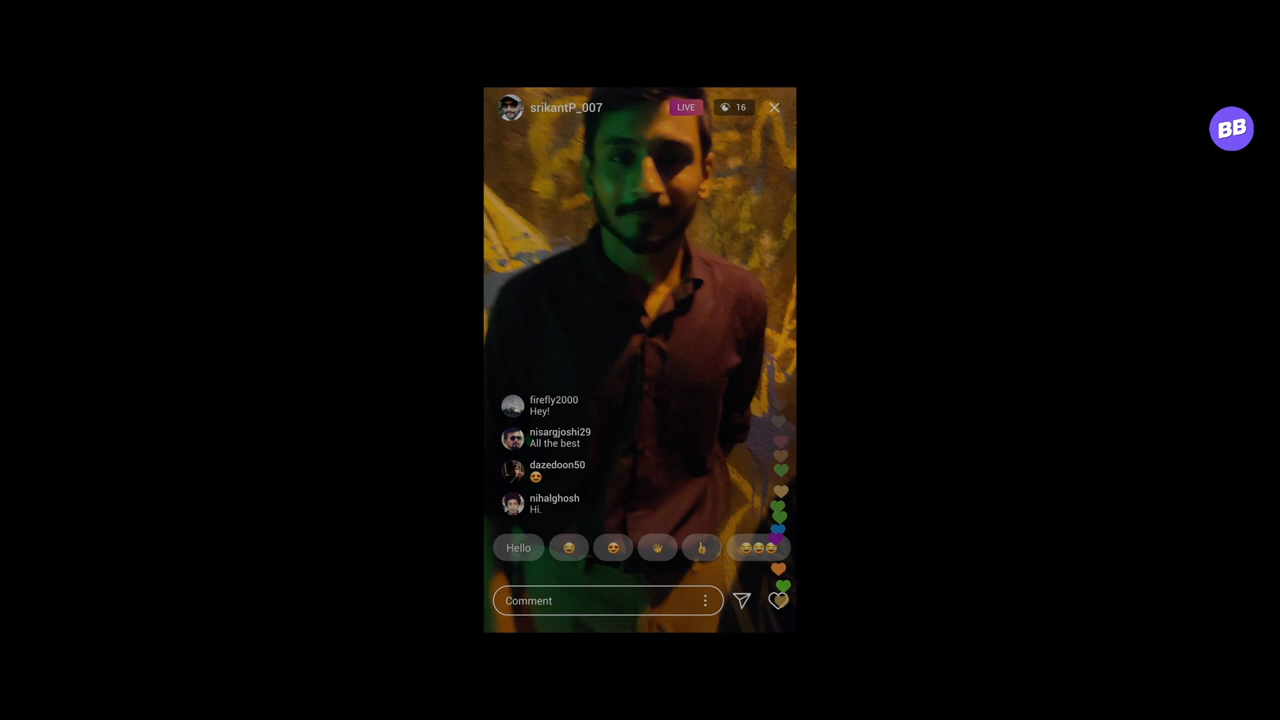 srikantP_007
LIVE
16
BB
firefly2000
Hey!
nisargjoshi29
All the best
dazedoon50
nihalghosh
Hi.
Hello
Comment